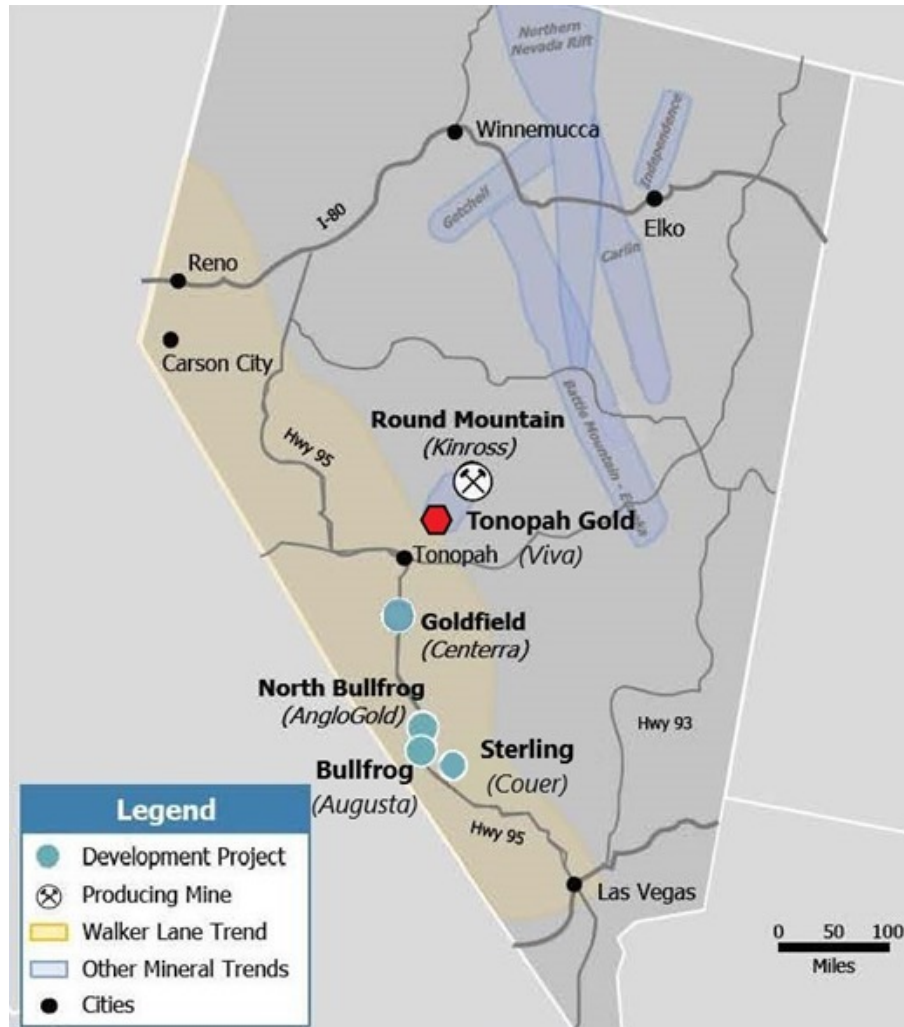 Northern
Nevada Rift
Winnemucca
Independence
Getchell
I-80
Elko
Carlin
Reno
Carson City
Round Mountain
(Kinross)
Battle Mountain - Eureka
Hwy 95
Tonopah Gold
Tonopah
(Viva)
Goldfield
(Centerra)
North Bullfrog
(AngloGold)
Hwy 93
Sterling
Bullfrog
(Couer)
(Augusta)
Hwy 95
Las Vegas
Legend
Development Project
Producing Mine
Walker Lane Trend
Other Mineral Trends
Cities
0 50 100
Miles